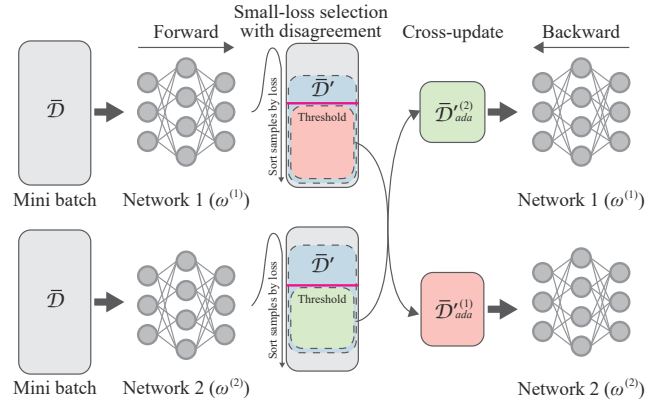 Forward
Small-loss selection
with disagreement
Cross-update
Backward
𝒟̄
𝒟̄′
Threshold
Sort samples by loss
𝒟̄′⁽²⁾ₐdₐ
Mini batch
Network 1 (ω⁽¹⁾)
Network 1 (ω⁽¹⁾)
𝒟̄
𝒟̄′
Threshold
Sort samples by loss
𝒟̄′⁽¹⁾ₐdₐ
Mini batch
Network 2 (ω⁽²⁾)
Network 2 (ω⁽²⁾)